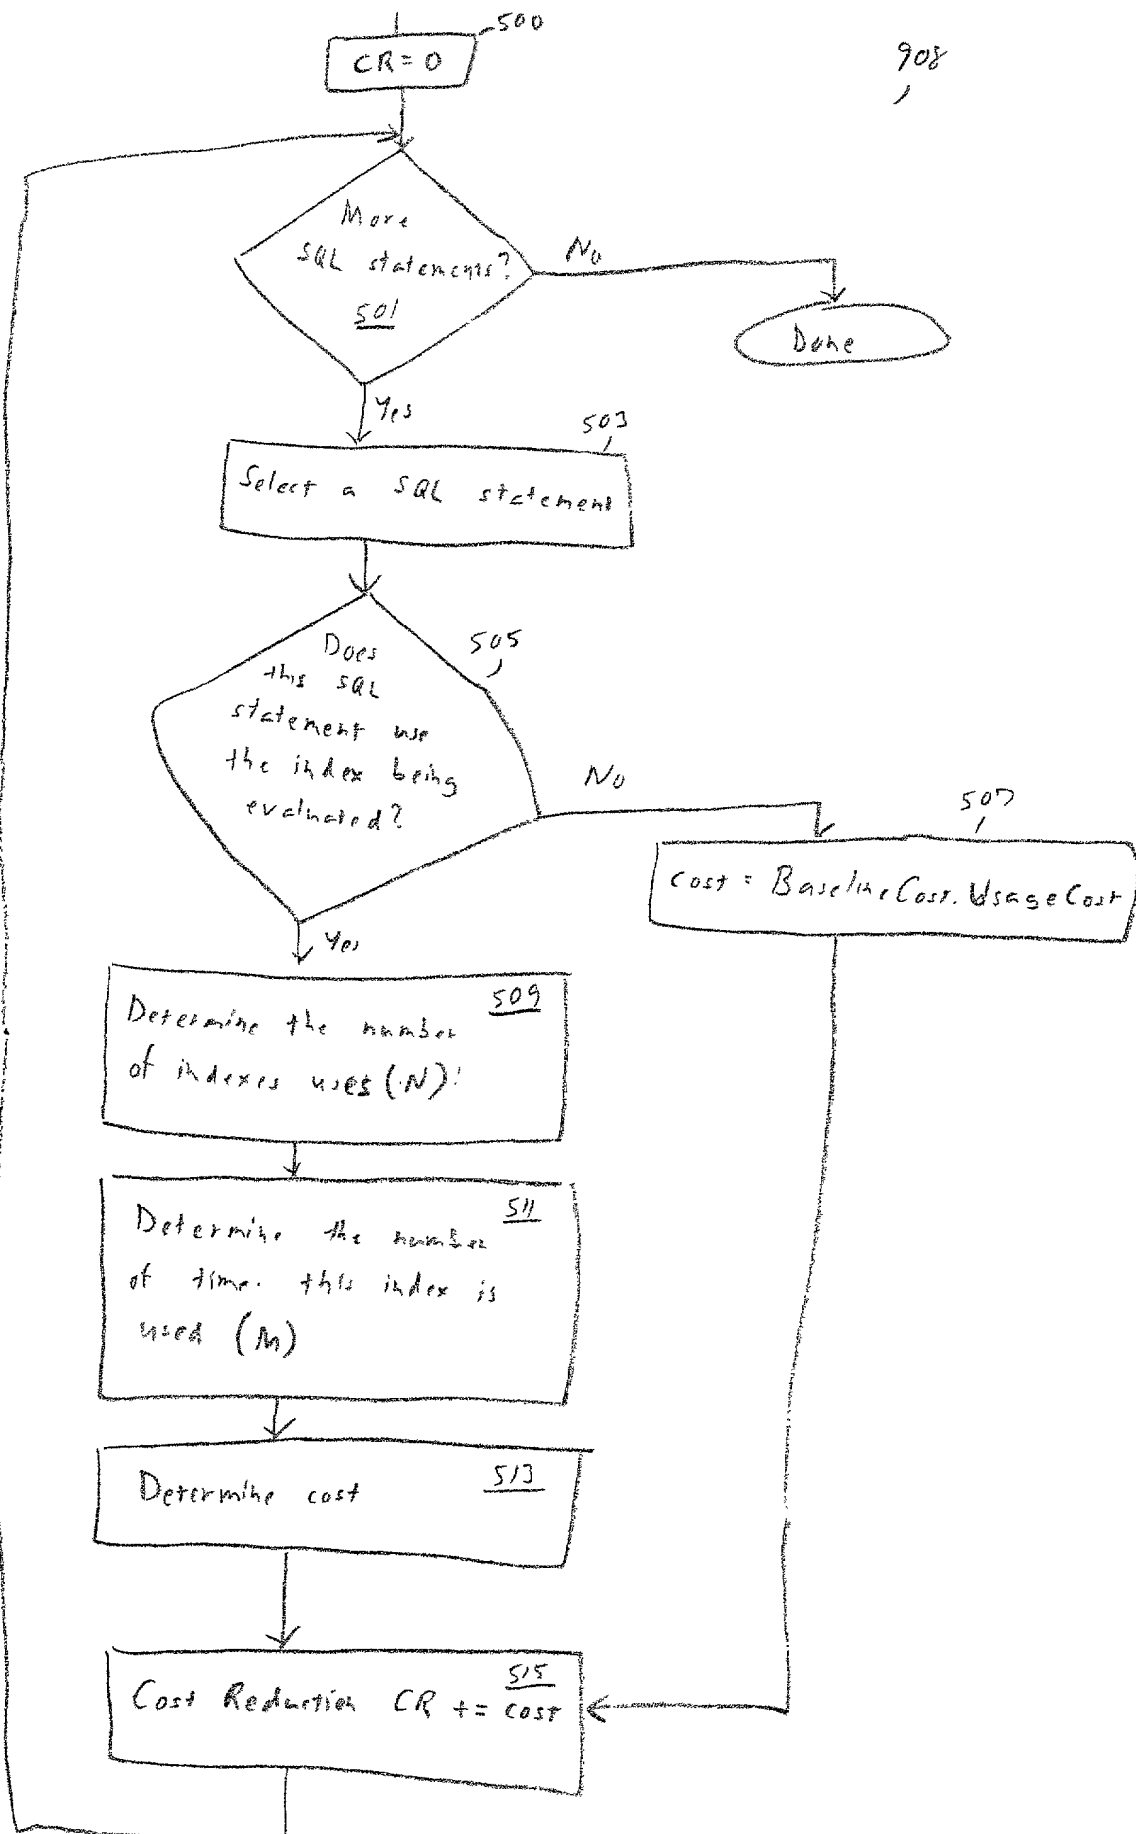 500
CR=0
908
More
SQL statements?
501
No
Done
Yes
503
Select a SQL statement
Does
this SQL
statement use
the index being
evaluated?
505
No
507
cost = BaselineCost.UsageCost
Yes
509
Determine the number
of indexes uses (N).
511
Determine the number
of time. this index is
used (M)
513
Determine cost
515
Cost Reduction CR += cost